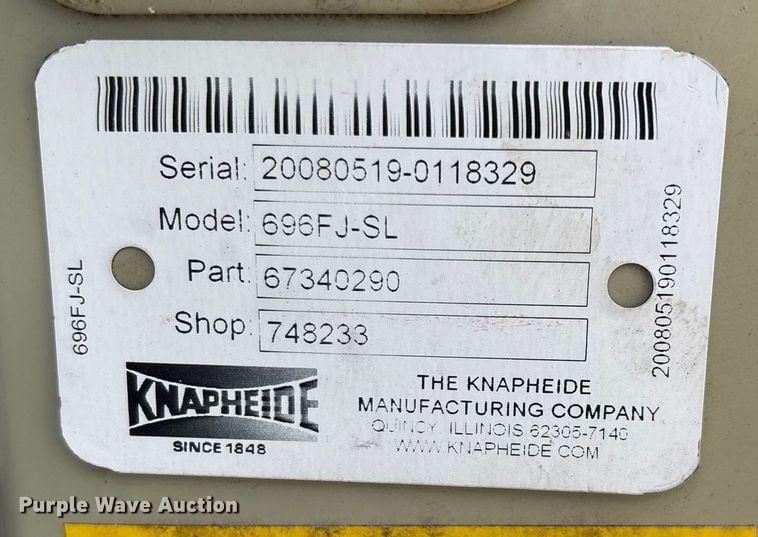 Serial: 20080519-0118329
Model: 696FJ-SL
Part: 67340290
Shop: 748233
696FJ-SL
200805190118329
KNAPHEIDE
SINCE 1848
THE KNAPHEIDE
MANUFACTURING COMPANY
QUINCY, ILLINOIS 62305-7140
WWW.KNAPHEIDE.COM
Purple Wave Auction